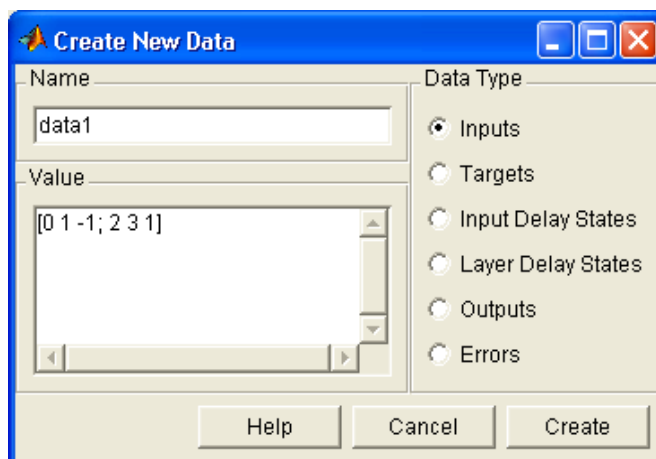 Create New Data
Name
data1
Value
[0 1 -1; 2 3 1]
Data Type
Inputs
Targets
Input Delay States
Layer Delay States
Outputs
Errors
Help
Cancel
Create